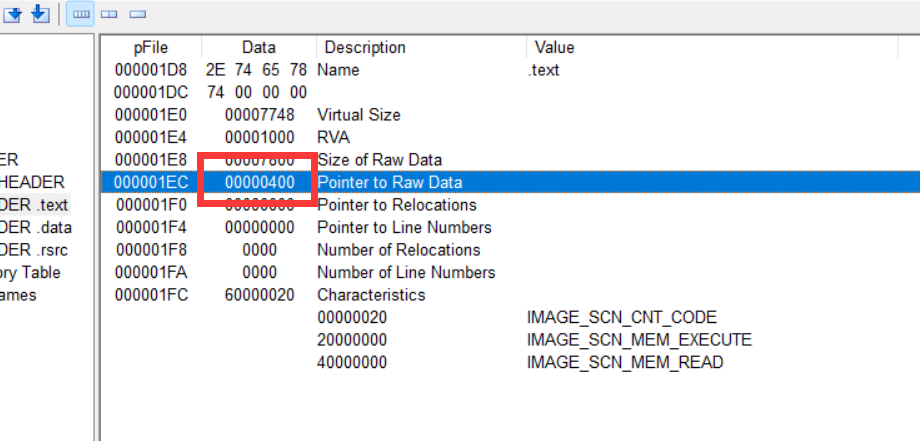 pFile Data Description Value
000001D8 2E 74 65 78 Name .text
000001DC 74 00 00 00
000001E0 00007748 Virtual Size
000001E4 00001000 RVA
000001E8 00007800 Size of Raw Data
000001EC 00000400 Pointer to Raw Data
000001F0 00000000 Pointer to Relocations
000001F4 00000000 Pointer to Line Numbers
000001F8 0000 Number of Relocations
000001FA 0000 Number of Line Numbers
000001FC 60000020 Characteristics
00000020 IMAGE_SCN_CNT_CODE
20000000 IMAGE_SCN_MEM_EXECUTE
40000000 IMAGE_SCN_MEM_READ
ER
HEADER
DER .text
DER .data
DER .rsrc
ory Table
ames